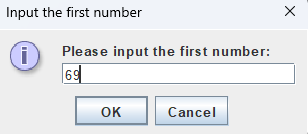 Input the first number
Please input the first number:
69
OK Cancel